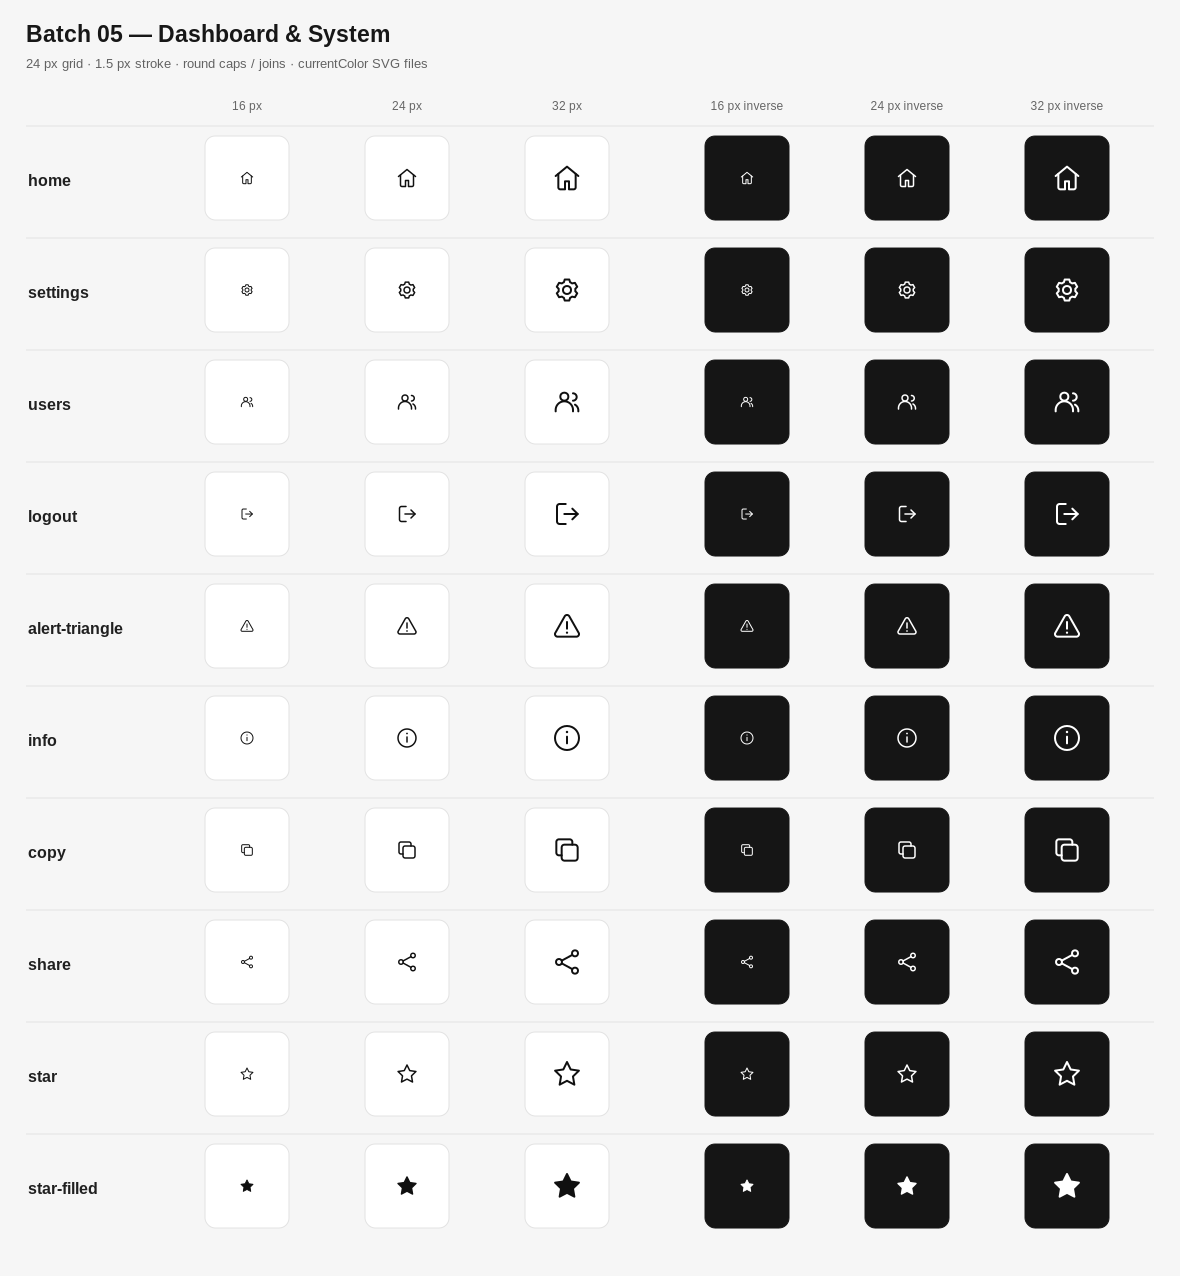 Batch 05 — Dashboard & System
24 px grid · 1.5 px stroke · round caps / joins · currentColor SVG files
16 px 24 px 32 px 16 px inverse 24 px inverse 32 px inverse
home
settings
users
logout
alert-triangle
info
copy
share
star
star-filled